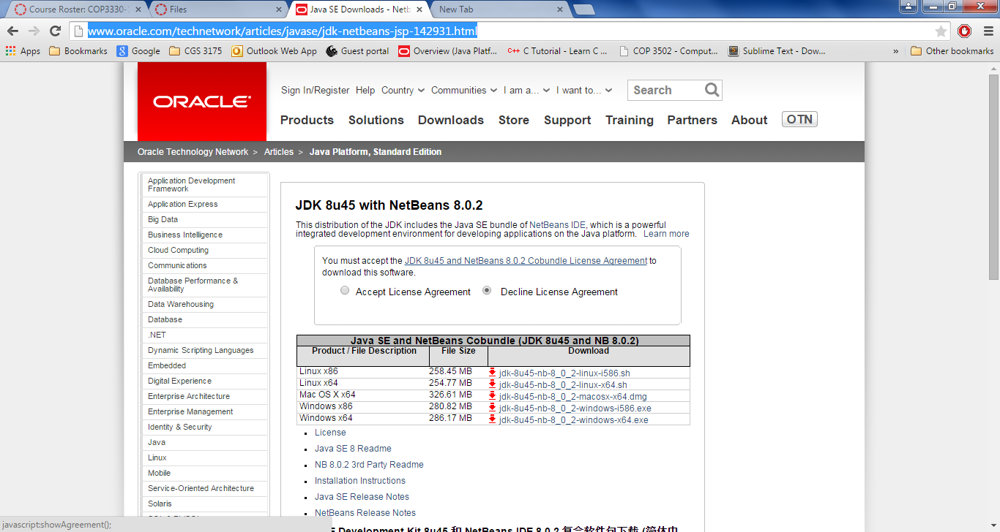 Course Roster: COP3330-
Files
Java SE Downloads - Netb
New Tab
www.oracle.com/technetwork/articles/javase/jdk-netbeans-jsp-142931.html
Apps Bookmarks Google CGS 3175 Outlook Web App Guest portal Overview (Java Platf... C++ C Tutorial - Learn C ... COP 3502 - Comput... Sublime Text - Dow... » Other bookmarks
ORACLE
Sign In/Register Help Country Communities I am a... I want to... Search
Products Solutions Downloads Store Support Training Partners About OTN
Oracle Technology Network > Articles > Java Platform, Standard Edition
Application Development
Framework
Application Express
Big Data
Business Intelligence
Cloud Computing
Communications
Database Performance &
Availability
Data Warehousing
Database
.NET
Dynamic Scripting Languages
Embedded
Digital Experience
Enterprise Architecture
Enterprise Management
Identity & Security
Java
Linux
Mobile
Service-Oriented Architecture
Solaris
JDK 8u45 with NetBeans 8.0.2
This distribution of the JDK includes the Java SE bundle of NetBeans IDE, which is a powerful
integrated development environment for developing applications on the Java platform. Learn more
You must accept the JDK 8u45 and NetBeans 8.0.2 Cobundle License Agreement to
download this software.
Accept License Agreement Decline License Agreement
Java SE and NetBeans Cobundle (JDK 8u45 and NB 8.0.2)
Product / File Description File Size Download
Linux x86 258.45 MB jdk-8u45-nb-8_0_2-linux-i586.sh
Linux x64 254.77 MB jdk-8u45-nb-8_0_2-linux-x64.sh
Mac OS X x64 326.61 MB jdk-8u45-nb-8_0_2-macosx-x64.dmg
Windows x86 280.82 MB jdk-8u45-nb-8_0_2-windows-i586.exe
Windows x64 286.17 MB jdk-8u45-nb-8_0_2-windows-x64.exe
License
Java SE 8 Readme
NB 8.0.2 3rd Party Readme
Installation Instructions
Java SE Release Notes
NetBeans Release Notes
Development Kit 8u45 和 NetBeans IDE 8.0.2 复合软件包下载 (简体中
javascript:showAgreement();